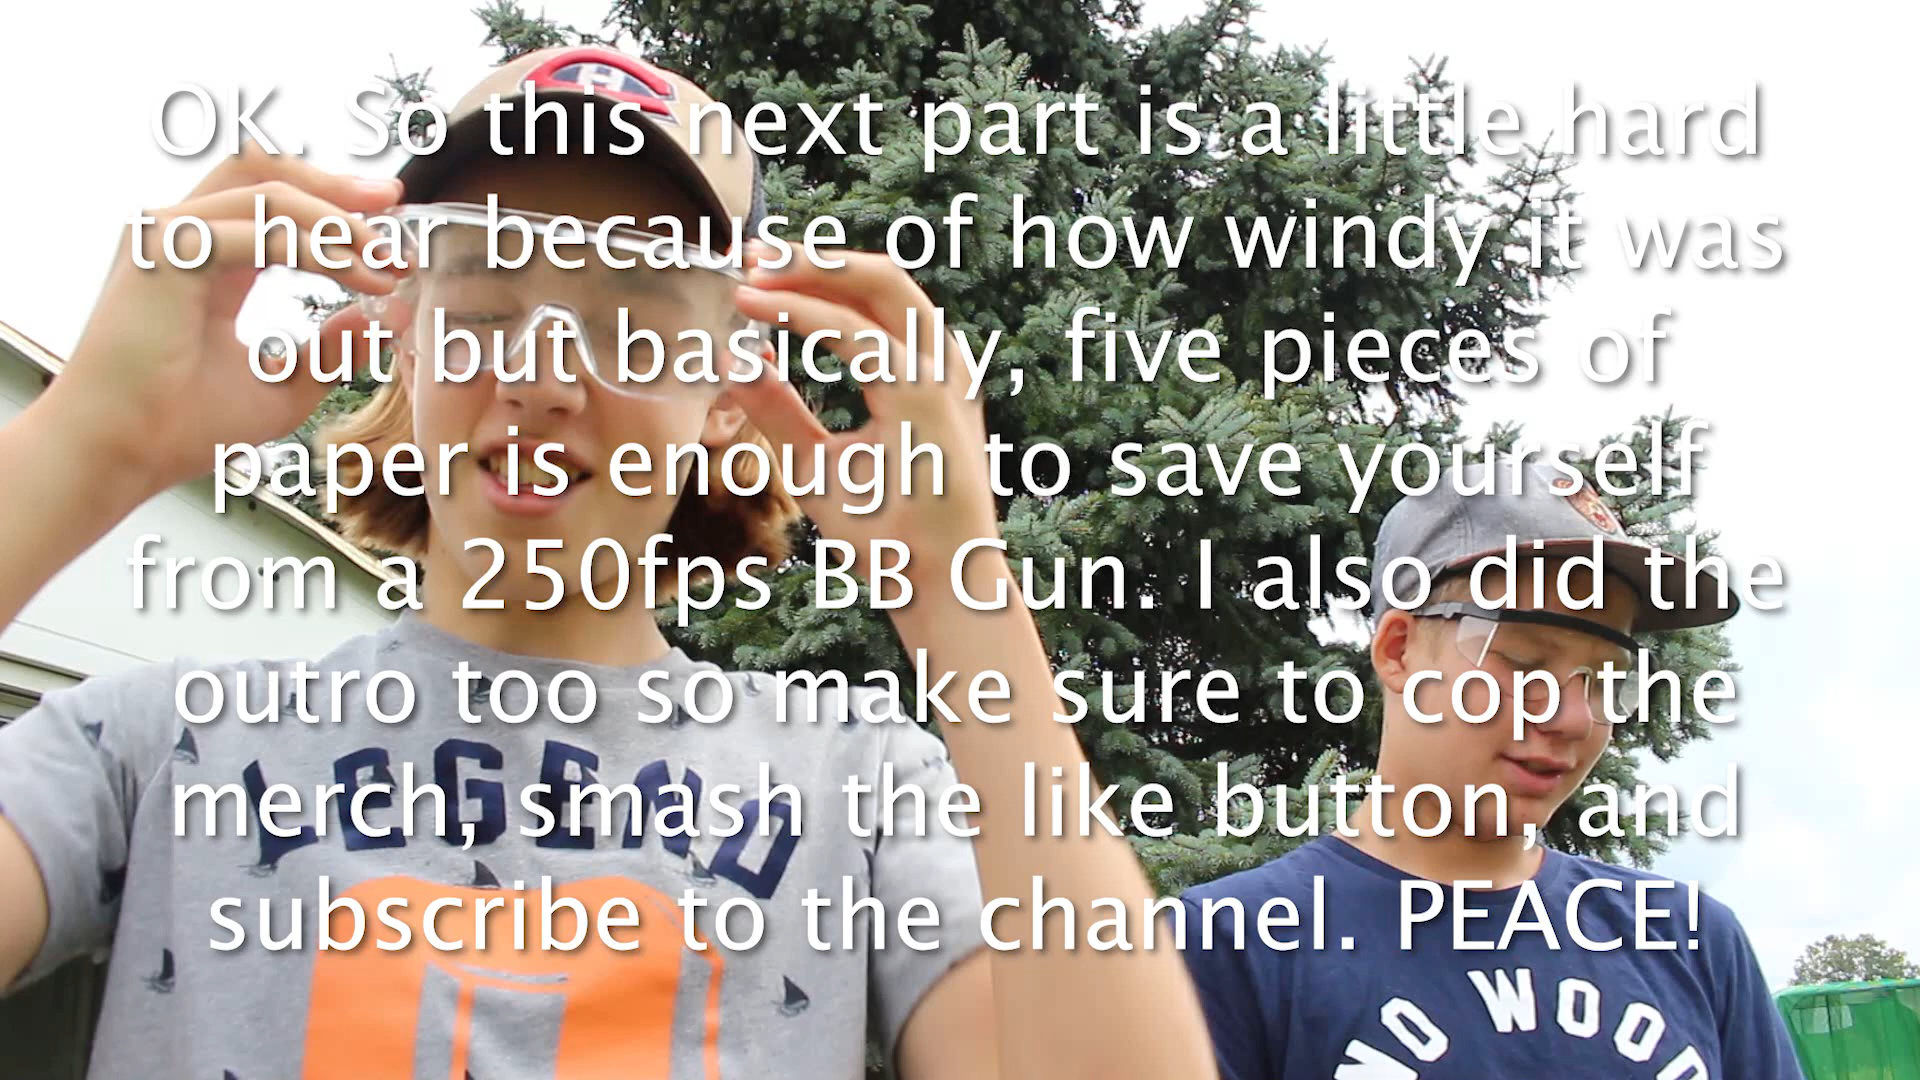 OK. So this next part is a little hard
to hear because of how windy it was
out but basically, five pieces of
paper is enough to save yourself
from a 250fps BB Gun. I also did the
outro too so make sure to cop the
merch, smash the like button, and
subscribe to the channel. PEACE!
LEGEND